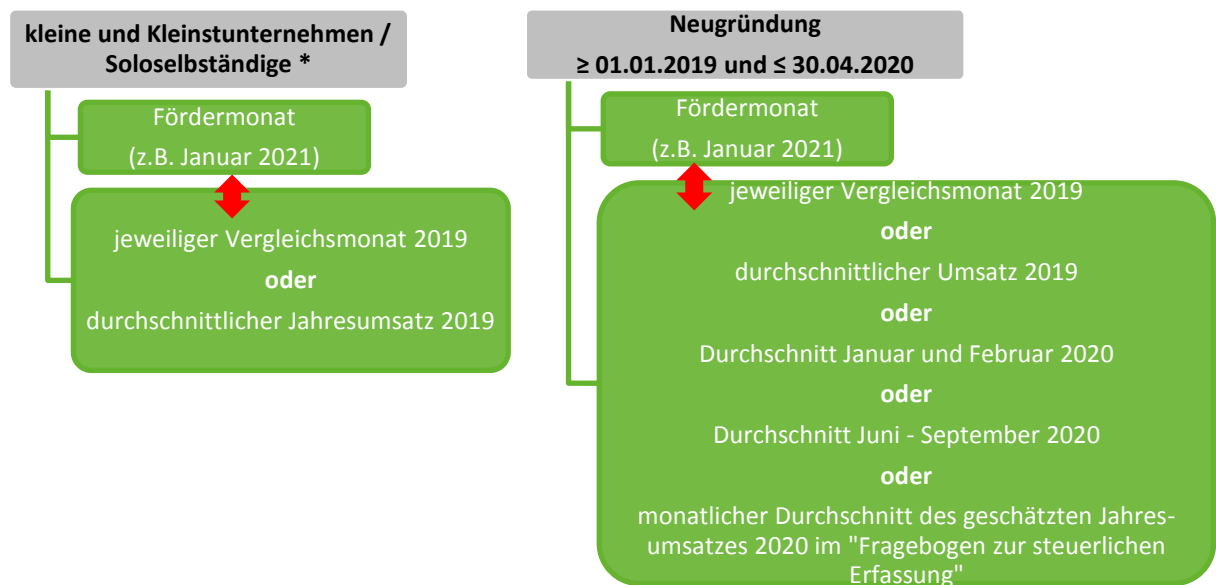 kleine und Kleinstunternehmen /
Soloselbständige *
Fördermonat
(z.B. Januar 2021)
jeweiliger Vergleichsmonat 2019
oder
durchschnittlicher Jahresumsatz 2019
Neugründung
≥ 01.01.2019 und ≤ 30.04.2020
Fördermonat
(z.B. Januar 2021)
jeweiliger Vergleichsmonat 2019
oder
durchschnittlicher Umsatz 2019
oder
Durchschnitt Januar und Februar 2020
oder
Durchschnitt Juni - September 2020
oder
monatlicher Durchschnitt des geschätzten Jahres-
umsatzes 2020 im "Fragebogen zur steuerlichen
Erfassung"